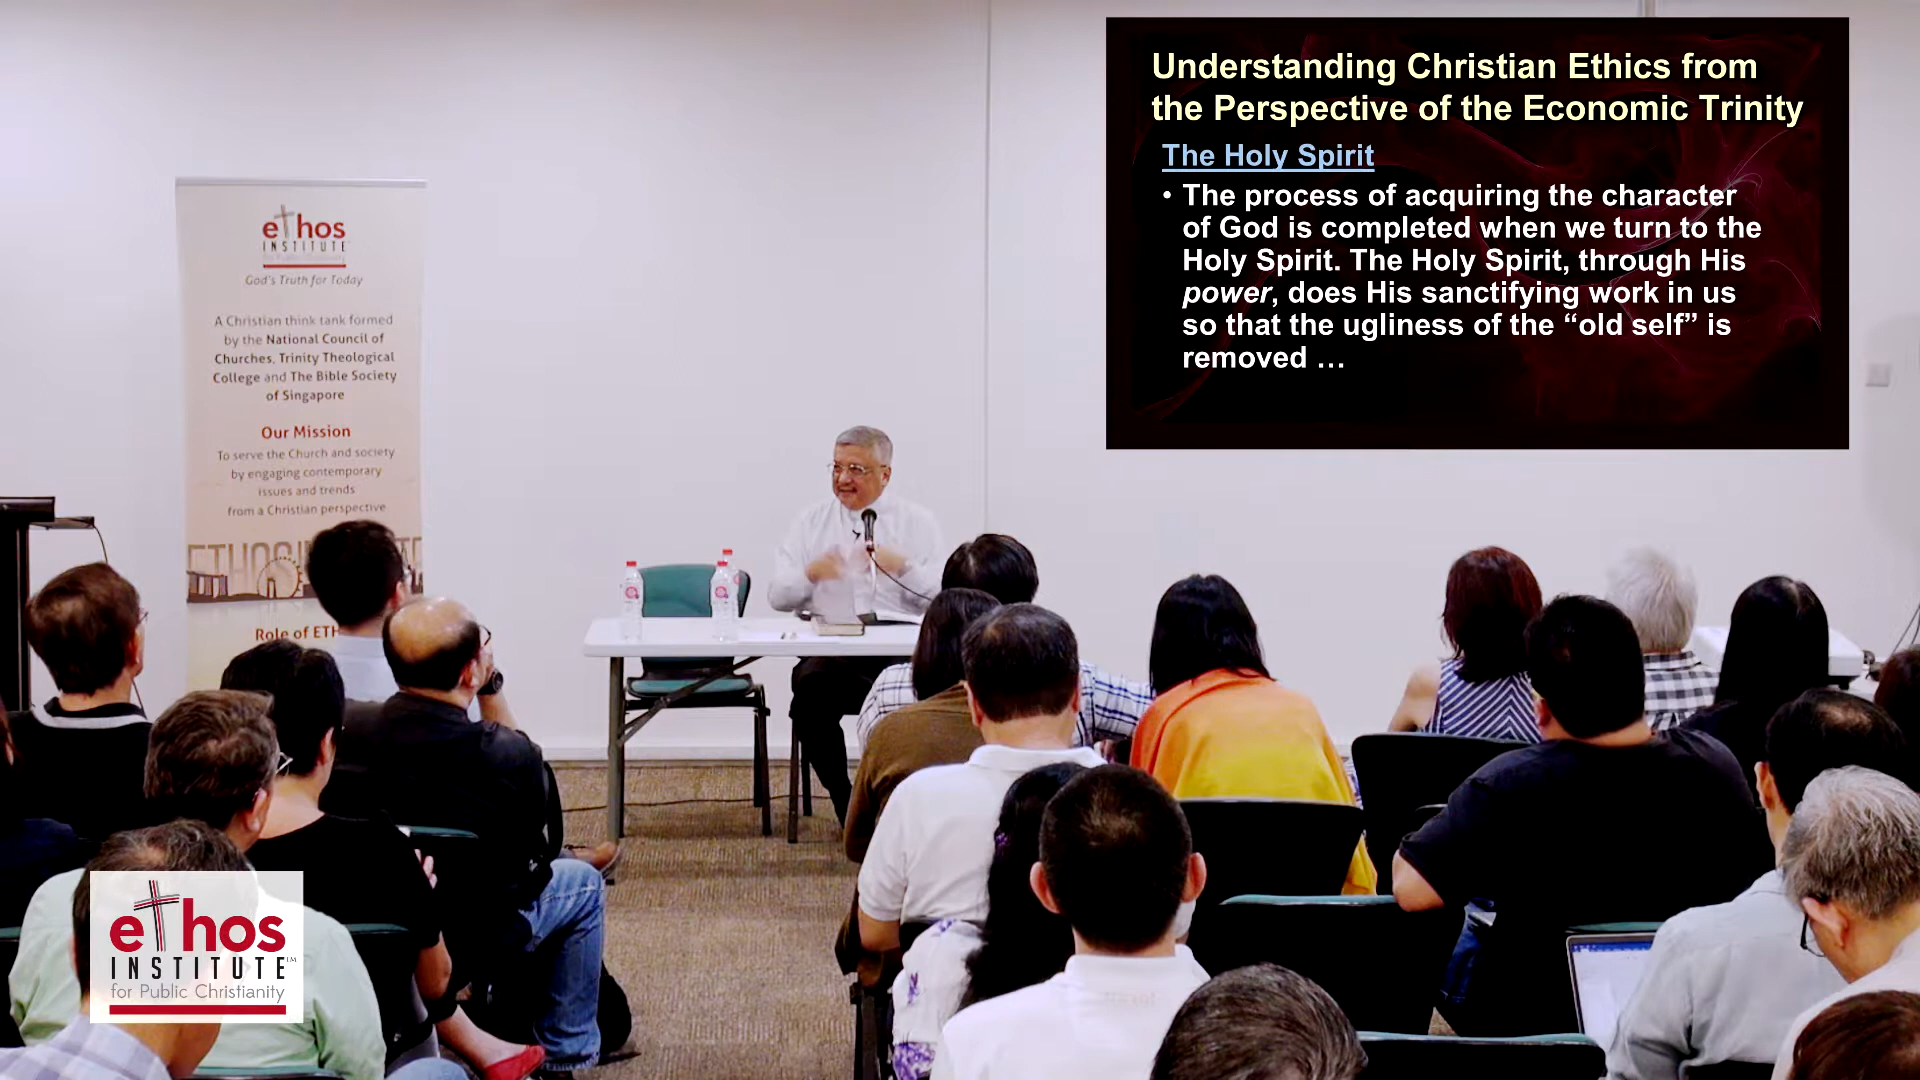 Understanding Christian Ethics from
the Perspective of the Economic Trinity
The Holy Spirit
• The process of acquiring the character
of God is completed when we turn to the
Holy Spirit. The Holy Spirit, through His
power, does His sanctifying work in us
so that the ugliness of the “old self” is
removed …
ethos
INSTITUTE
for Public Christianity
God's Truth for Today
A Christian think tank formed
by the National Council of
Churches, Trinity Theological
College and The Bible Society
of Singapore
Our Mission
To serve the Church and society
by engaging contemporary
issues and trends
from a Christian perspective
Role of
ethos
INSTITUTE™
for Public Christianity